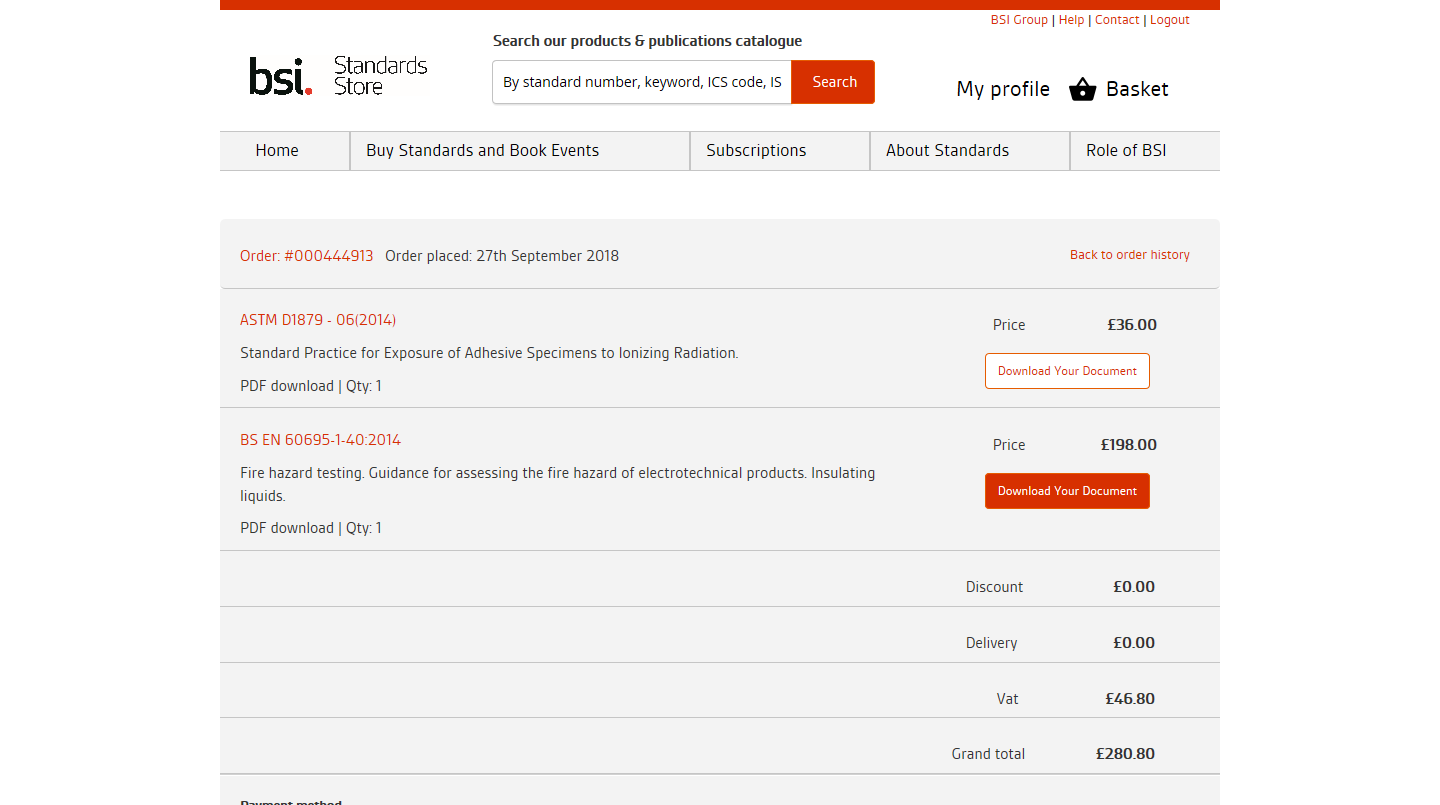 BSI Group | Help | Contact | Logout
Search our products & publications catalogue
bsi. Standards
Store
By standard number, keyword, ICS code, IS
Search
My profile
Basket
Home
Buy Standards and Book Events
Subscriptions
About Standards
Role of BSI
Order: #000444913 Order placed: 27th September 2018
Back to order history
ASTM D1879 - 06(2014)
Price £36.00
Standard Practice for Exposure of Adhesive Specimens to Ionizing Radiation.
Download Your Document
PDF download | Qty: 1
BS EN 60695-1-40:2014
Price £198.00
Fire hazard testing. Guidance for assessing the fire hazard of electrotechnical products. Insulating
liquids.
Download Your Document
PDF download | Qty: 1
Discount £0.00
Delivery £0.00
Vat £46.80
Grand total £280.80
Payment method